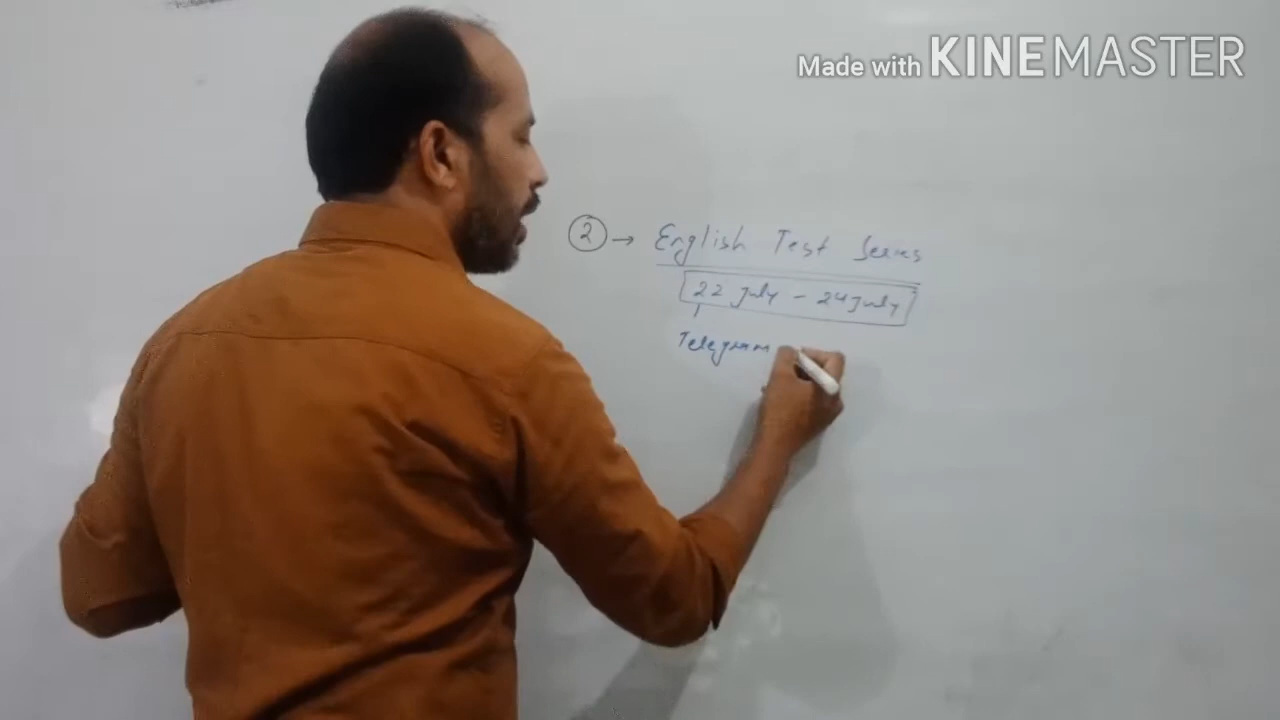 Made with KINEMASTER
2 → English Test Series
22 July - 24 July
Telegram